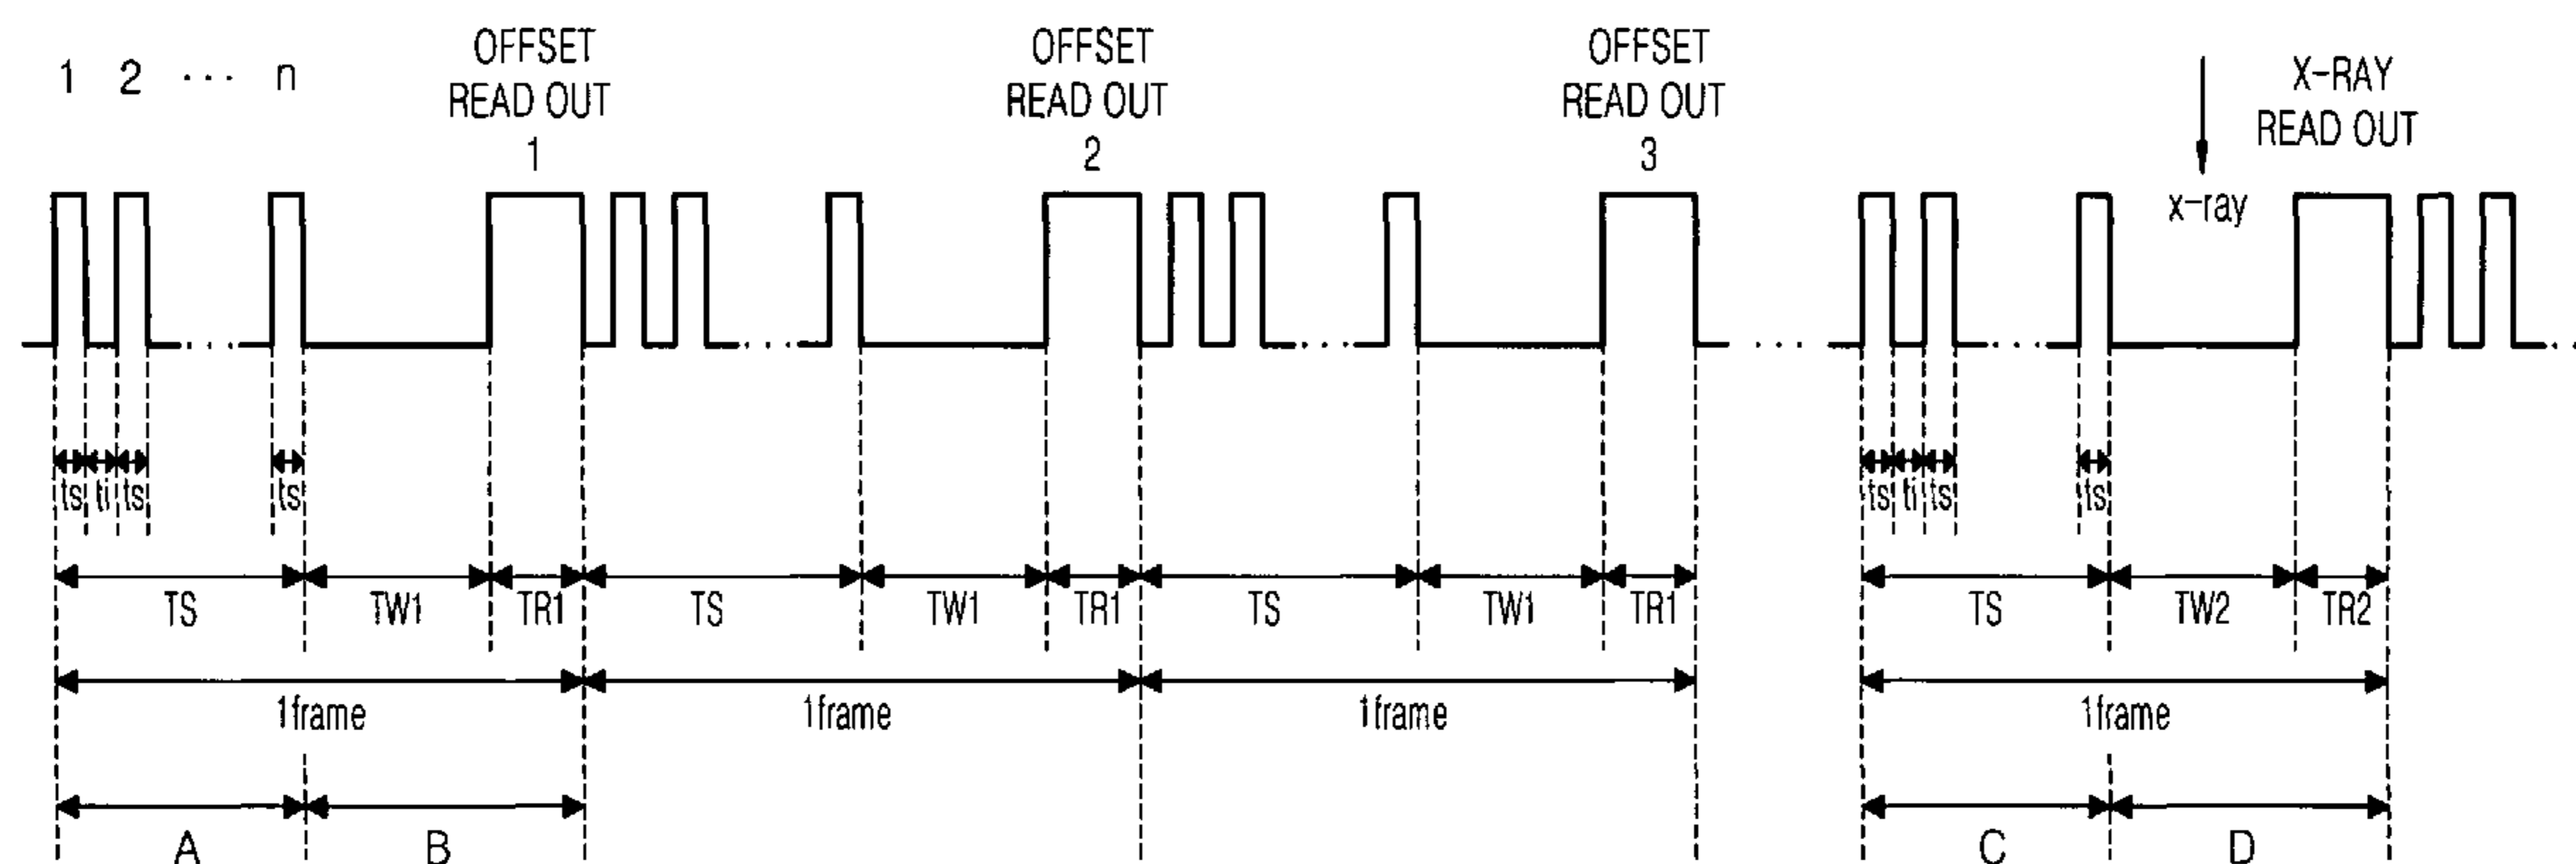 1 2 ··· n
OFFSET
READ OUT
1
OFFSET
READ OUT
2
OFFSET
READ OUT
3
X-RAY
READ OUT
x-ray
ts ti ts ts
ts ti ts ts
TS TW1 TR1 TS TW1 TR1 TS TW1 TR1 TS TW2 TR2
1frame 1frame 1frame 1frame
A B C D